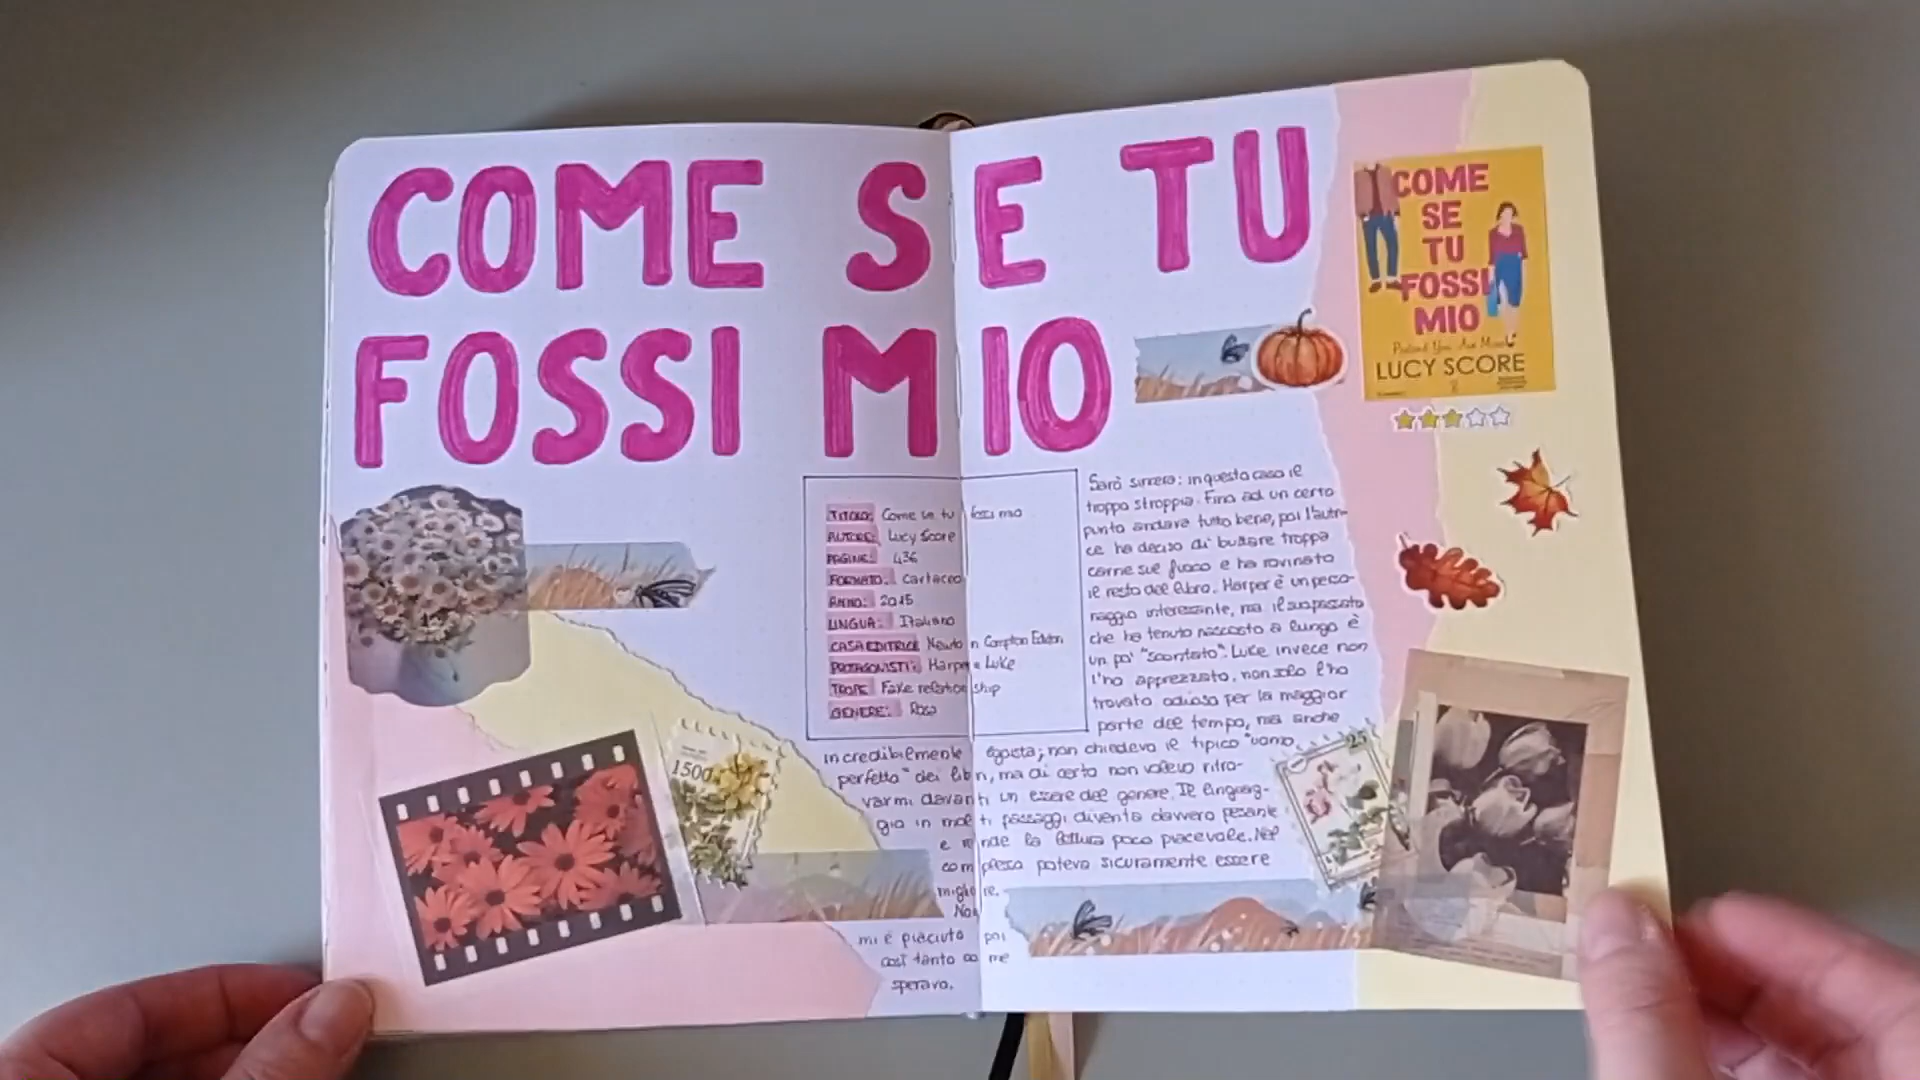 COME SE TU
FOSSI MIO
COME
SE
TU
FOSSI
MIO
Pretend You Are Mine
LUCY SCORE
TITOLO: Come se tu fossi mio
AUTORE: Lucy Score
PAGINE: 436
FORMATO: Cartaceo
ANNO: 2015
LINGUA: Italiano
CASA EDITRICE Newton Compton Editori
PROTAGONISTI: Harper e Luke
TROPE Fake relationship
GENERE: Rosa
Sarò sincera: in questo caso il
troppo stroppia. Fino ad un certo
punto andava tutto bene, poi l'autri-
ce ha deciso di buttare troppa
carne sul fuoco e ha rovinato
il resto del libro. Harper è un perso-
naggio interessante, ma il suo passato
che ha tenuto nascosto a lungo è
un po' "scontato". Luke invece non
l'ho apprezzato, non solo l'ho
trovato odioso per la maggior
parte del tempo, ma anche
incredibilmente egoista; non chiedevo il tipico "uomo
perfetto" dei libri, ma di certo non volevo ritro-
varmi davanti un essere del genere. Il linguag-
gio in molti passaggi diventa davvero pesante
e rende la lettura poco piacevole. Nel
complesso poteva sicuramente essere
migliore.
Non
mi è piaciuto poi
così tanto come
speravo.
1500
25